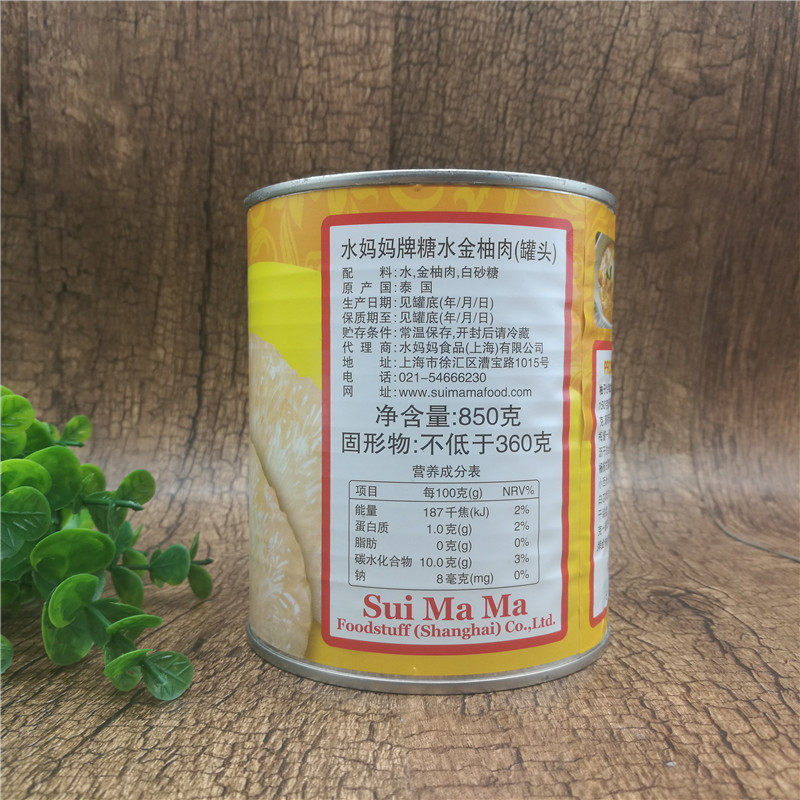 水妈妈牌糖水金柚肉(罐头)
配 料:水,金柚肉,白砂糖
原 产 国:泰 国
生产日期:见罐底(年/月/日)
保质期至:见罐底(年/月/日)
贮存条件:常温保存,开封后请冷藏
代 理 商:水妈妈食品(上海)有限公司
地 址:上海市徐汇区漕宝路1015号
电 话:021-54666230
网 址:www.suimamafood.com
净含量:850克
固形物:不低于360克
营养成分表
项目 每100克(g) NRV%
能量 187千焦(kJ) 2%
蛋白质 1.0克(g) 2%
脂肪 0克(g) 0%
碳水化合物 10.0克(g) 3%
钠 8毫克(mg) 0%
Sui Ma Ma
Foodstuff (Shanghai) Co.,Ltd.